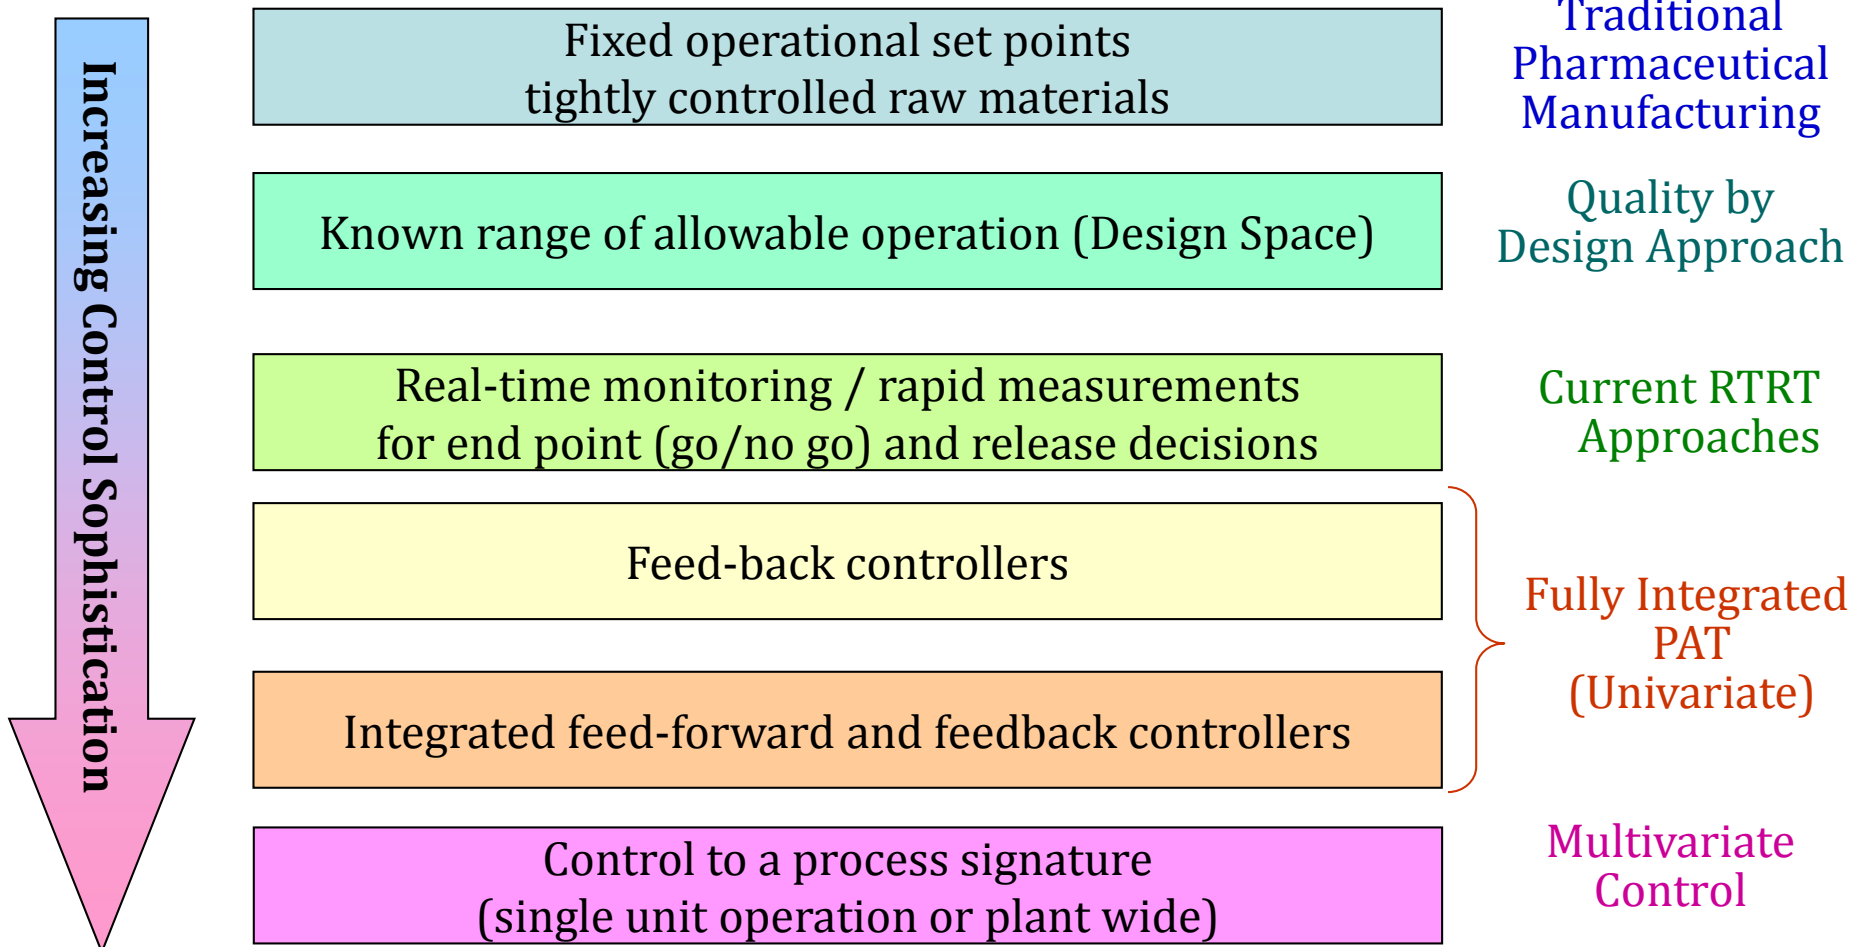 Increasing Control Sophistication
Fixed operational set points
tightly controlled raw materials
Traditional
Pharmaceutical
Manufacturing
Known range of allowable operation (Design Space)
Quality by
Design Approach
Real-time monitoring / rapid measurements
for end point (go/no go) and release decisions
Current RTRT
Approaches
Feed-back controllers
Integrated feed-forward and feedback controllers
Fully Integrated
PAT
(Univariate)
Control to a process signature
(single unit operation or plant wide)
Multivariate
Control